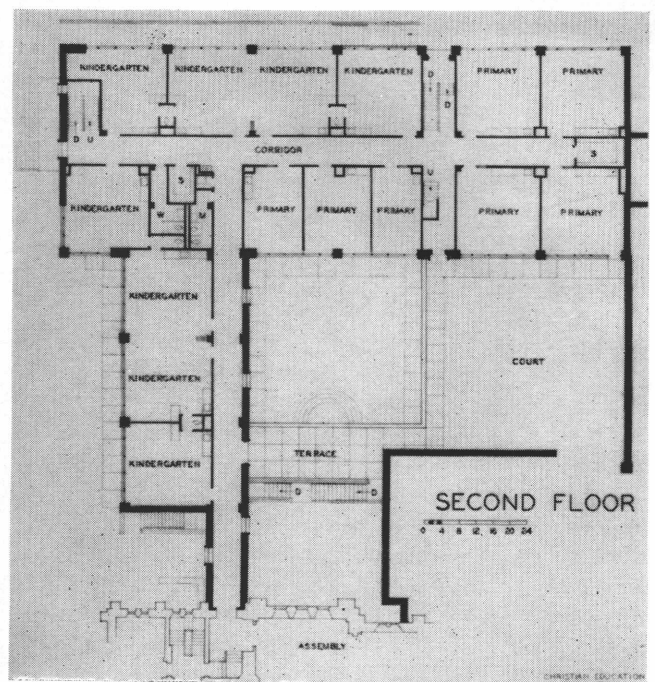 KINDERGARTEN KINDERGARTEN KINDERGARTEN KINDERGARTEN D D PRIMARY PRIMARY
D U
CORRIDOR
J
S
S
U
KINDERGARTEN W M PRIMARY PRIMARY PRIMARY PRIMARY PRIMARY
KINDERGARTEN
COURT
KINDERGARTEN
TERRACE
KINDERGARTEN
D D
SECOND FLOOR
0 4 8 12 16 20 24
ASSEMBLY
CHRISTIAN EDUCATION